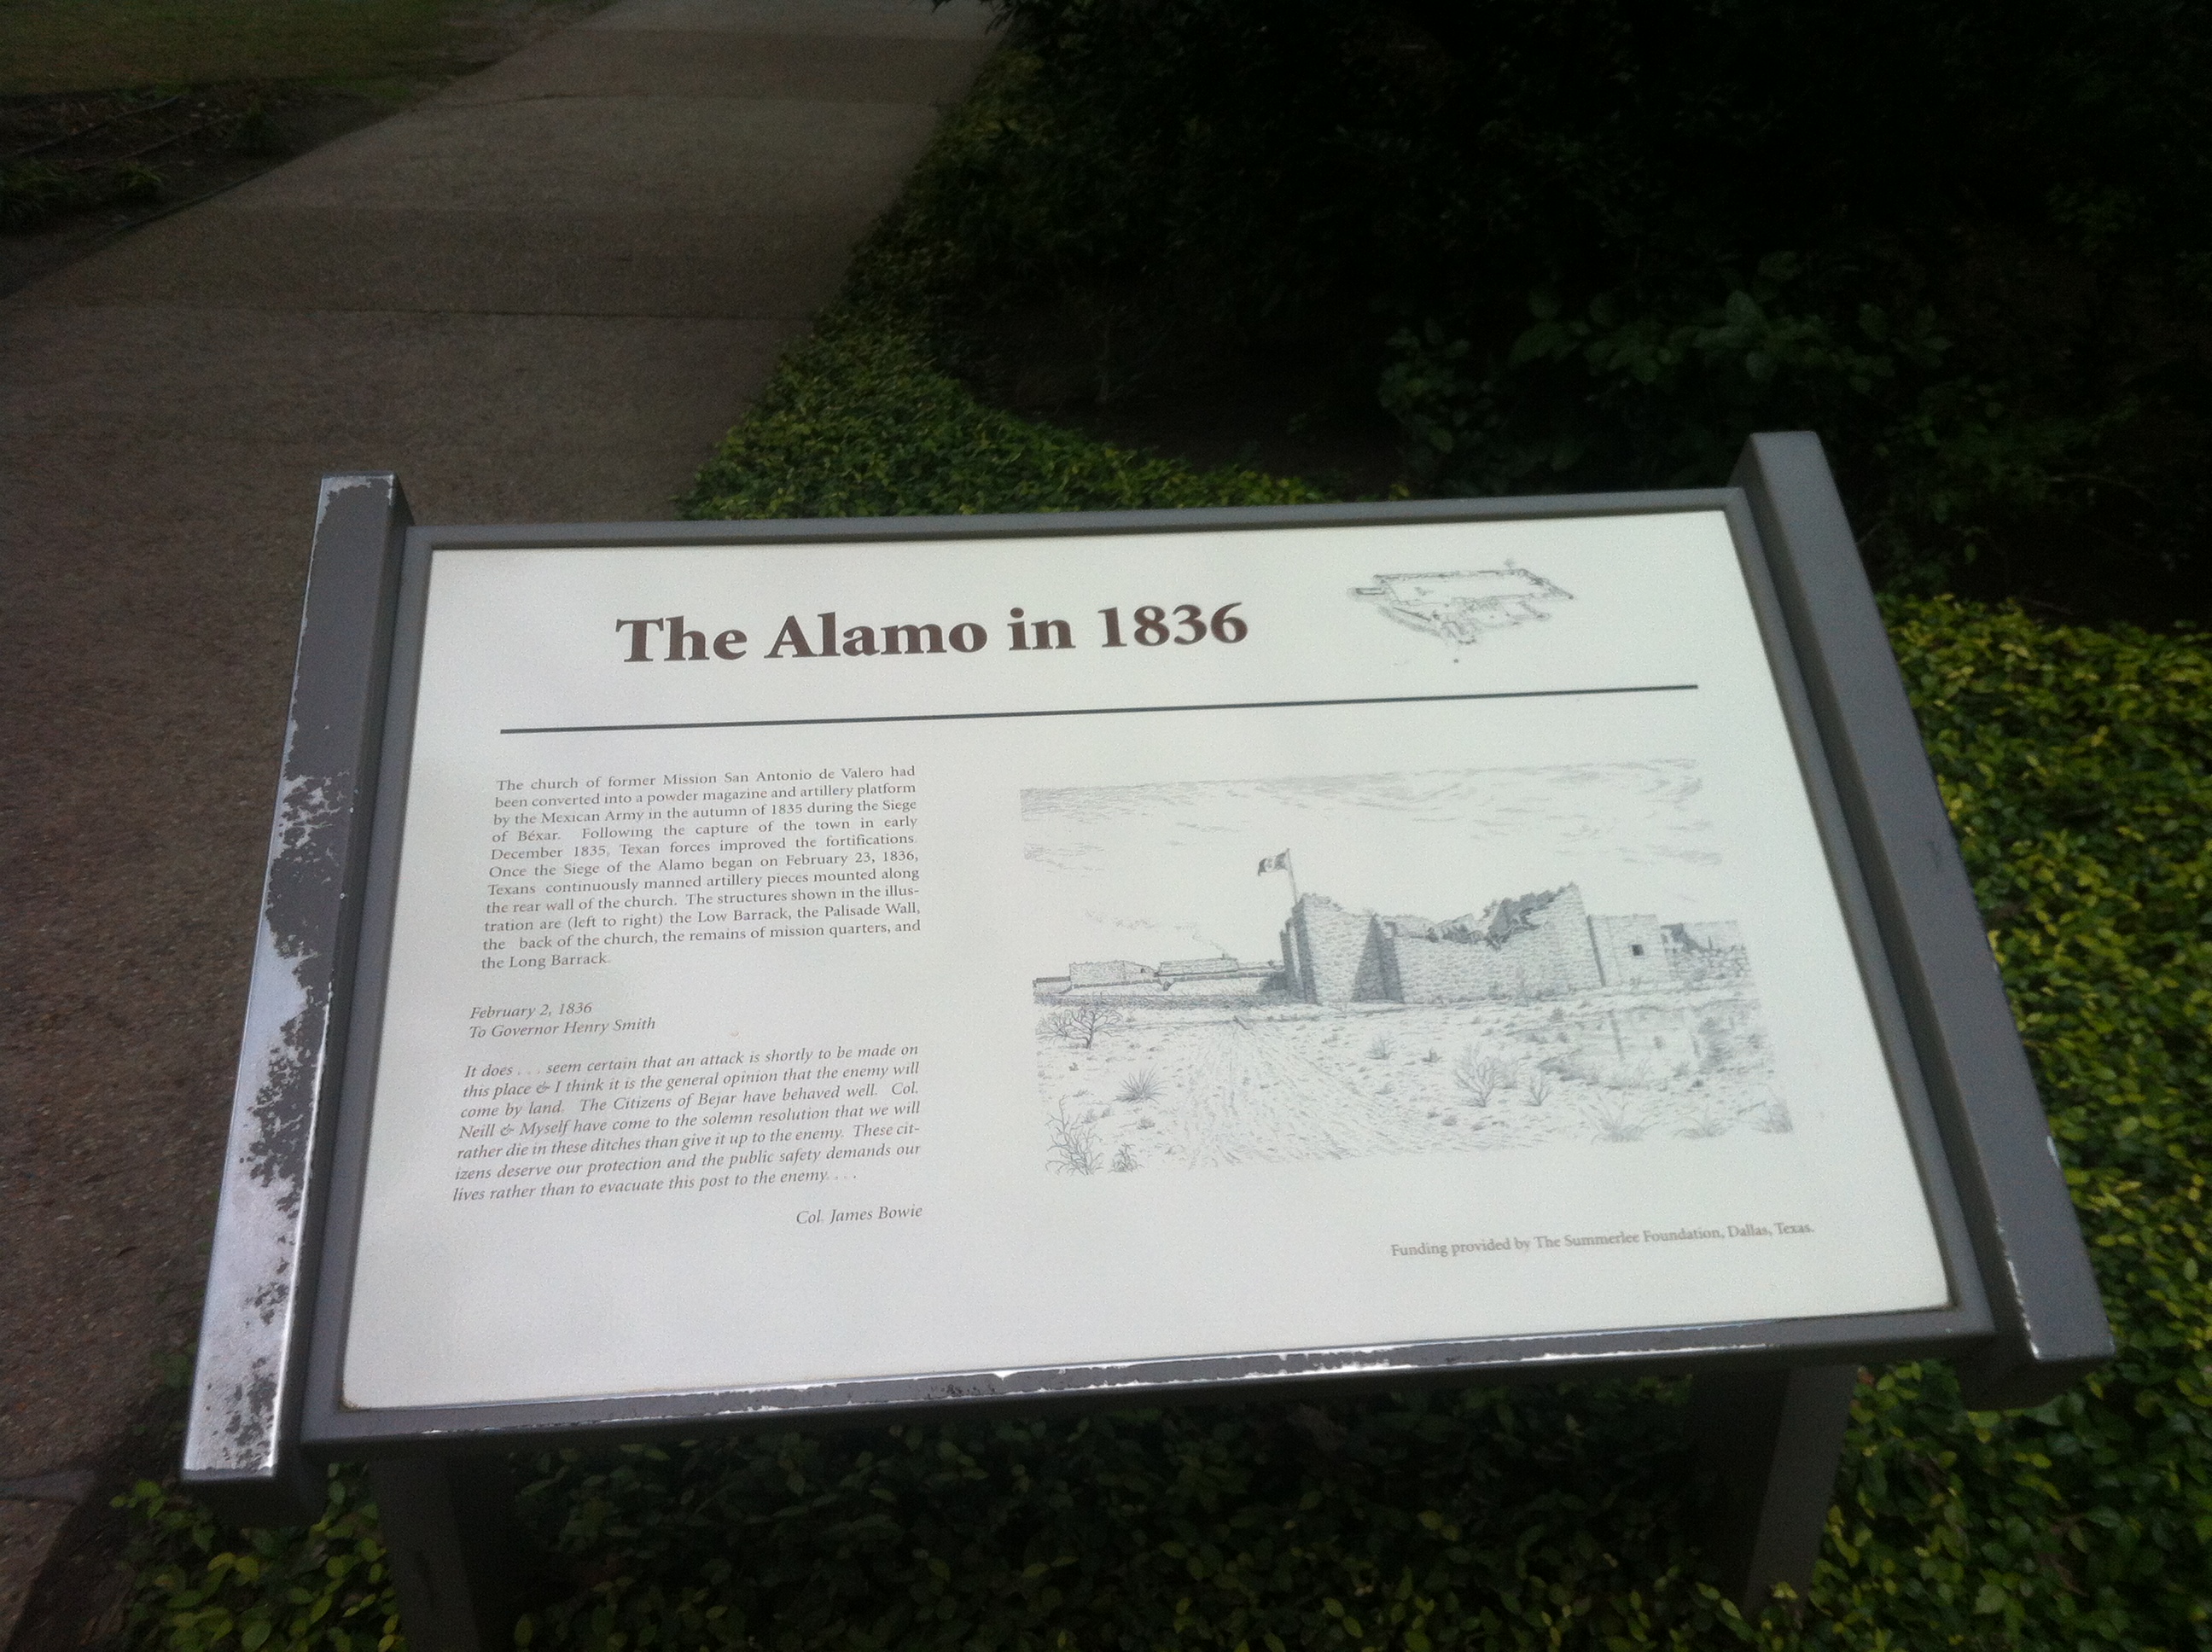 The Alamo in 1836
The church of former Mission San Antonio de Valero had
been converted into a powder magazine and artillery platform
by the Mexican Army in the autumn of 1835 during the Siege
of Béxar. Following the capture of the town in early
December 1835, Texan forces improved the fortifications.
Once the Siege of the Alamo began on February 23, 1836,
Texans continuously manned artillery pieces mounted along
the rear wall of the church. The structures shown in the illus-
tration are (left to right) the Low Barrack, the Palisade Wall,
the back of the church, the remains of mission quarters, and
the Long Barrack.
February 2, 1836
To Governor Henry Smith
It does . . . seem certain that an attack is shortly to be made on
this place & I think it is the general opinion that the enemy will
come by land. The Citizens of Bejar have behaved well. Col.
Neill & Myself have come to the solemn resolution that we will
rather die in these ditches than give it up to the enemy. These cit-
izens deserve our protection and the public safety demands our
lives rather than to evacuate this post to the enemy. . . .
Col. James Bowie
Funding provided by The Summerlee Foundation, Dallas, Texas.